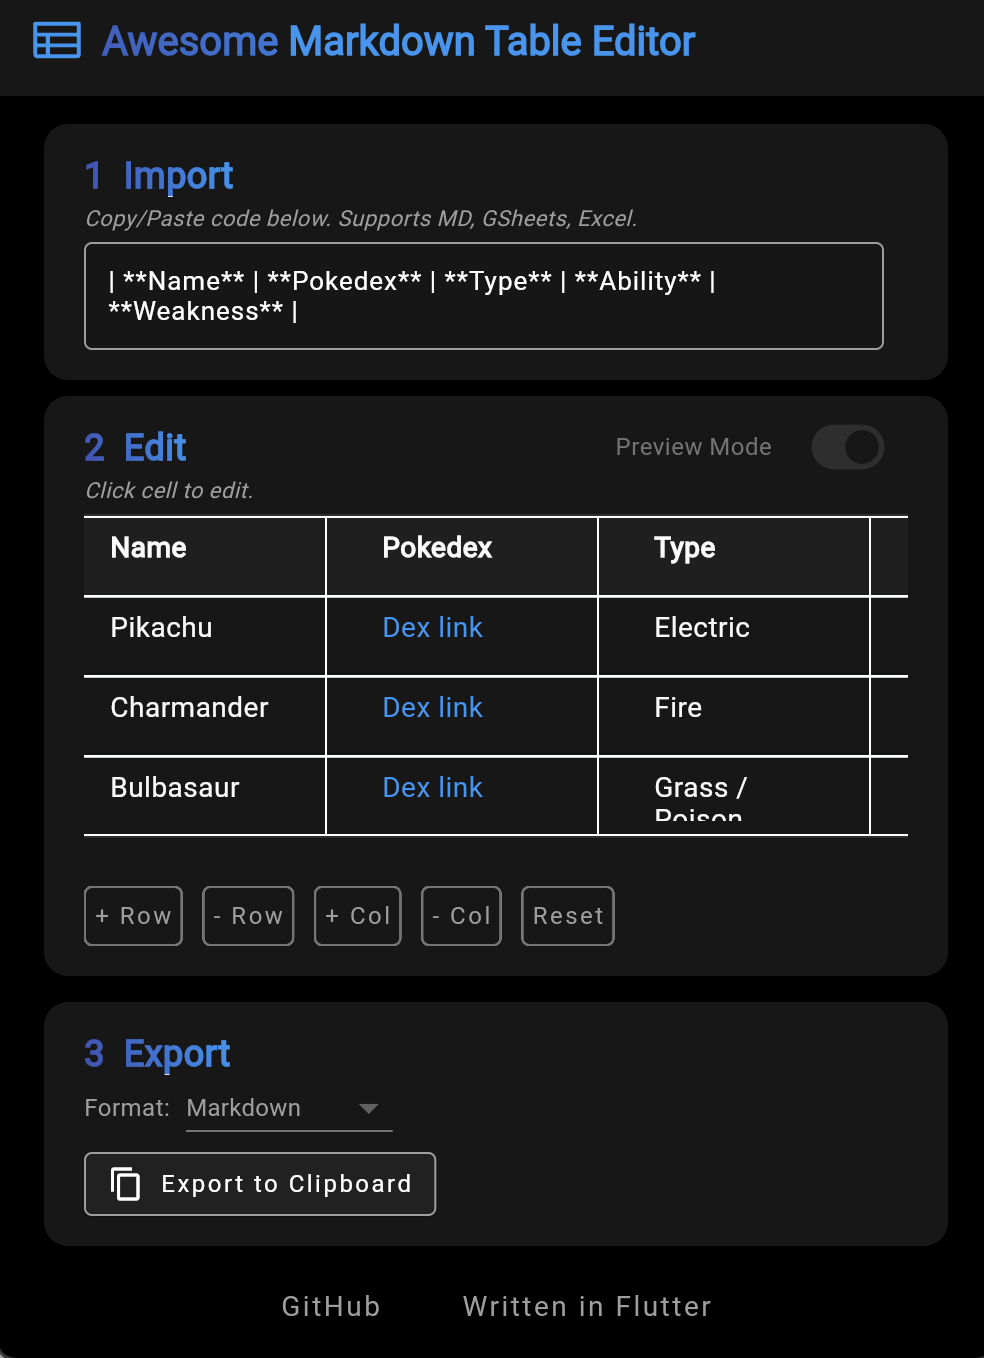 Awesome Markdown Table Editor
1 Import
Copy/Paste code below. Supports MD, GSheets, Excel.
| **Name** | **Pokedex** | **Type** | **Ability** |
**Weakness** |
2 Edit
Preview Mode
Click cell to edit.
Name Pokedex Type
Pikachu Dex link Electric
Charmander Dex link Fire
Bulbasaur Dex link Grass /
Poison
+ Row - Row + Col - Col Reset
3 Export
Format: Markdown
Export to Clipboard
GitHub Written in Flutter